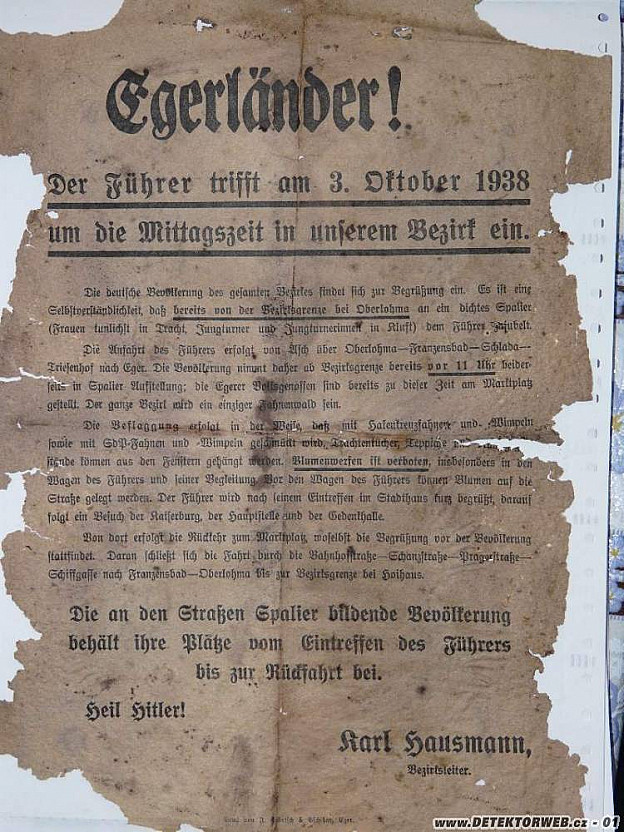 Egerländer!
Der Führer trifft am 3. Oktober 1938
um die Mittagszeit in unserem Bezirk ein.
Die deutsche Bevölkerung des gesamten Bezirkes findet sich zur Begrüßung ein. Es ist eine
Selbstverständlichkeit, daß bereits von der Bezirksgrenze bei Oberlohma an ein dichtes Spalier
(Frauen tunlichst in Tracht, Jungturner und Jungturnerinnen in Kluft) dem Führer zujubelt.
Die Anfahrt des Führers erfolgt von Asch über Oberlohma—Franzensbad—Schlada—
Triesenhof nach Eger. Die Bevölkerung nimmt daher ab Bezirksgrenze bereits vor 11 Uhr beider-
seits in Spalier Aufstellung; die Egerer Volksgenossen sind bereits zu dieser Zeit am Marktplatz
gestellt. Der ganze Bezirk wird ein einziger Fahnenwald sein.
Die Beflaggung erfolgt in der Weise, daß mit Hakenkreuzfahnen und -Wimpeln
sowie mit SdP-Fahnen und -Wimpeln geschmückt wird. Trachtentücher, Teppiche
stände können aus den Fenstern gehängt werden. Blumenwerfen ist verboten, insbesonders in den
Wagen des Führers und seiner Begleitung. Vor den Wagen des Führers können Blumen auf die
Straße gelegt werden. Der Führer wird nach seinem Eintreffen im Stadthaus kurz begrüßt, darauf
folgt ein Besuch der Kaiserburg, der Hauptstelle und der Gedenkhalle.
Von dort erfolgt die Rückkehr zum Marktplatz, woselbst die Begrüßung vor der Bevölkerung
stattfindet. Daran schließt sich die Fahrt durch die Bahnhofstraße—Schanzstraße—Pragerstraße—
Schiffgasse nach Franzensbad—Oberlohma bis zur Bezirksgrenze bei Voihaus.
Die an den Straßen Spalier bildende Bevölkerung
behält ihre Plätze vom Eintreffen des Führers
bis zur Rückfahrt bei.
Heil Hitler!
Karl Hausmann,
Bezirksleiter.
Eger.
www.DETEKTORWEB.cz - 01